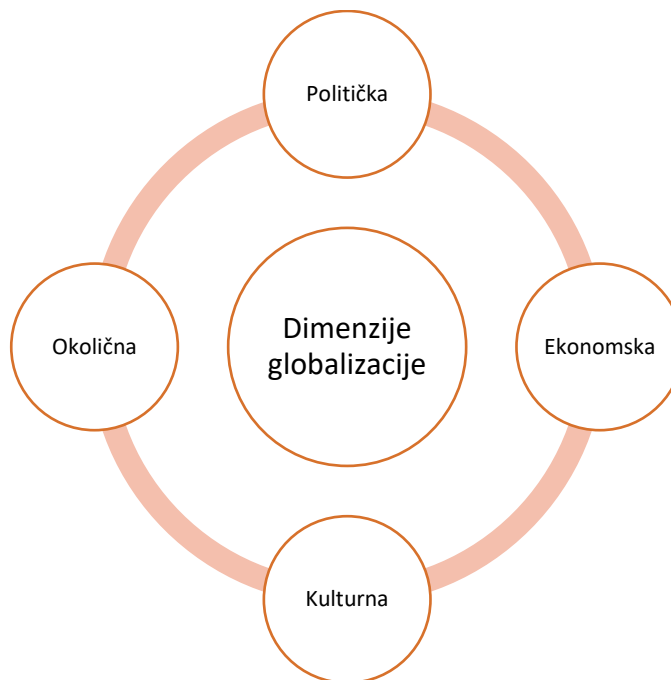 Politička
Okolična
Dimenzije
globalizacije
Ekonomska
Kulturna